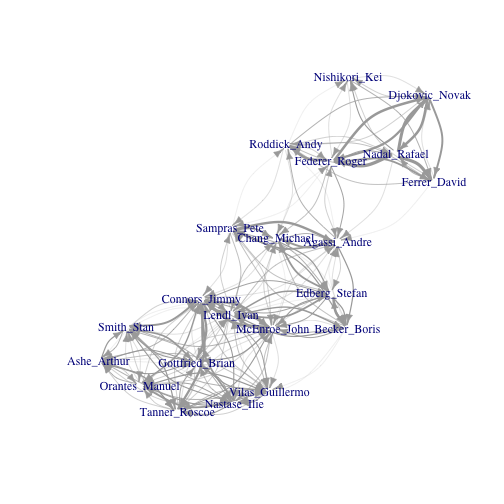 Nishikori_Kei
Djokovic_Novak
Roddick_Andy
Nadal_Rafael
Federer_Roger
Ferrer_David
Sampras_Pete
Chang_Michael
Agassi_Andre
Edberg_Stefan
Connors_Jimmy
Lendl_Ivan
Smith_Stan
McEnroe_John
Becker_Boris
Ashe_Arthur
Gottfried_Brian
Orantes_Manuel
Vilas_Guillermo
Nastase_Ilie
Tanner_Roscoe